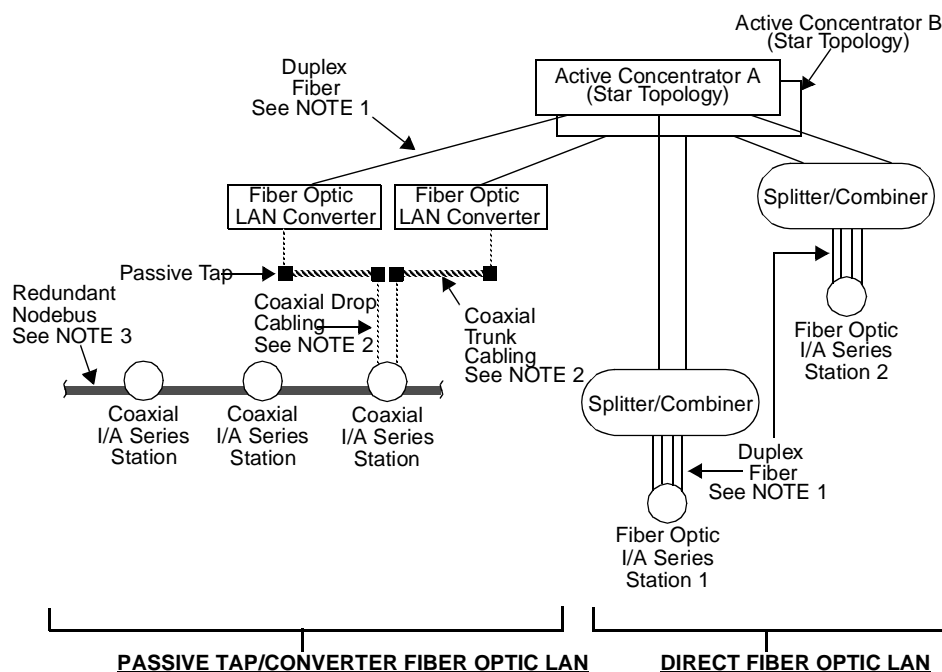 Active Concentrator B
(Star Topology)
Duplex
Fiber
See NOTE 1
Active Concentrator A
(Star Topology)
Fiber Optic
LAN Converter
Fiber Optic
LAN Converter
Splitter/Combiner
Passive Tap
Redundant
Nodebus
See NOTE 3
Coaxial Drop
Cabling
See NOTE 2
Coaxial
Trunk
Cabling
See NOTE 2
Fiber Optic
I/A Series
Station 2
Coaxial
I/A Series
Station
Coaxial
I/A Series
Station
Coaxial
I/A Series
Station
Splitter/Combiner
Duplex
Fiber
See NOTE 1
Fiber Optic
I/A Series
Station 1
PASSIVE TAP/CONVERTER FIBER OPTIC LAN
DIRECT FIBER OPTIC LAN